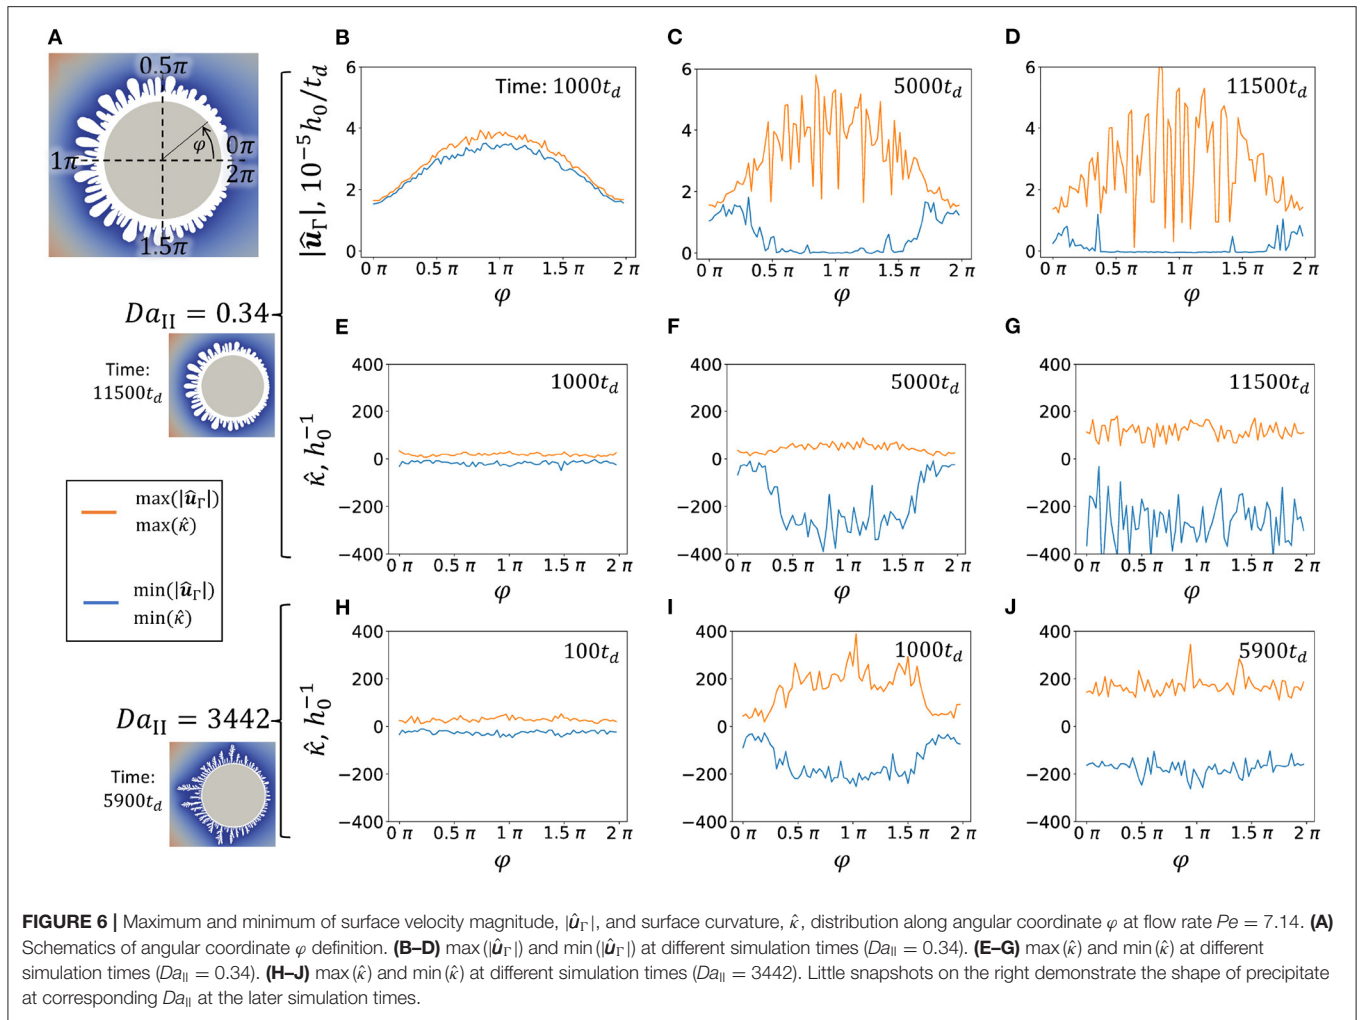 A
0.5π
φ
0π
2π
1π
1.5π
B
C
D
|û_Γ|, 10⁻⁵h₀/t_d
6
4
2
0
Time: 1000t_d
0 π 0.5 π 1 π 1.5 π 2 π
φ
6
4
2
0
5000t_d
0 π 0.5 π 1 π 1.5 π 2 π
φ
6
4
2
0
11500t_d
0 π 0.5 π 1 π 1.5 π 2 π
φ
Da_II = 0.34
Time:
11500t_d
E
F
G
κ̂, h₀⁻¹
400
200
0
−200
−400
1000t_d
0 π 0.5 π 1 π 1.5 π 2 π
φ
400
200
0
−200
−400
5000t_d
0 π 0.5 π 1 π 1.5 π 2 π
φ
400
200
0
−200
−400
11500t_d
0 π 0.5 π 1 π 1.5 π 2 π
φ
max(|û_Γ|)
max(κ̂)
min(|û_Γ|)
min(κ̂)
Da_II = 3442
Time:
5900t_d
H
I
J
κ̂, h₀⁻¹
400
200
0
−200
−400
100t_d
0 π 0.5 π 1 π 1.5 π 2 π
φ
400
200
0
−200
−400
1000t_d
0 π 0.5 π 1 π 1.5 π 2 π
φ
400
200
0
−200
−400
5900t_d
0 π 0.5 π 1 π 1.5 π 2 π
φ
FIGURE 6 | Maximum and minimum of surface velocity magnitude, |û_Γ|, and surface curvature, κ̂, distribution along angular coordinate φ at flow rate Pe = 7.14. (A)
Schematics of angular coordinate φ definition. (B–D) max(|û_Γ|) and min(|û_Γ|) at different simulation times (Da_II = 0.34). (E–G) max(κ̂) and min(κ̂) at different
simulation times (Da_II = 0.34). (H–J) max(κ̂) and min(κ̂) at different simulation times (Da_II = 3442). Little snapshots on the right demonstrate the shape of precipitate
at corresponding Da_II at the later simulation times.